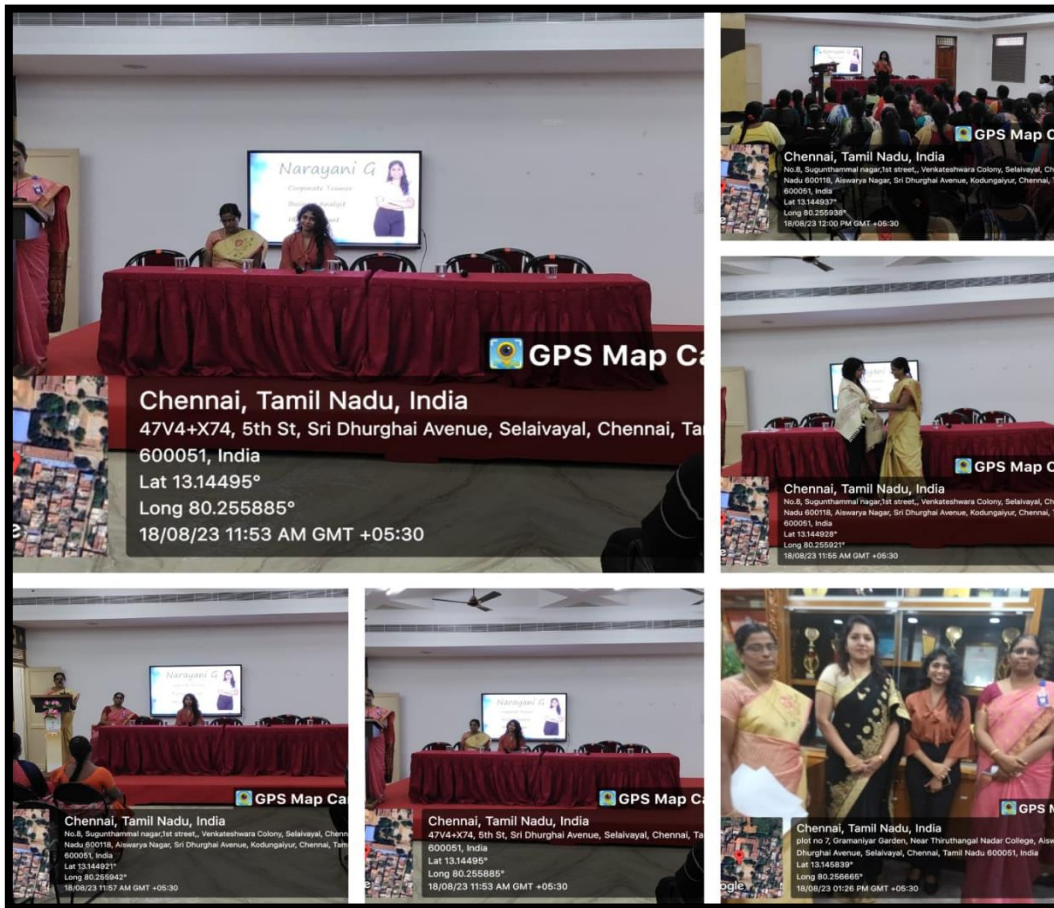 Narayani G
Corporate Trainer
GPS Map Ca
Chennai, Tamil Nadu, India
47V4+X74, 5th St, Sri Dhurghai Avenue, Selaivayal, Chennai, Ta
600051, India
Lat 13.14495°
Long 80.255885°
18/08/23 11:53 AM GMT +05:30
GPS Map Ca
Chennai, Tamil Nadu, India
No.8, Sugunthammal nagar,1st street,, Venkateshwara Colony, Selaivayal, Ch
Nadu 600118, Aiswarya Nagar, Sri Dhurghai Avenue, Kodungaiyur, Chennai, T
600051, India
Lat 13.144937°
Long 80.255938°
18/08/23 12:00 PM GMT +05:30
GPS Map C
Chennai, Tamil Nadu, India
No.8, Sugunthammal nagar,1st street,, Venkateshwara Colony, Selaivayal, Ch
Nadu 600118, Aiswarya Nagar, Sri Dhurghai Avenue, Kodungaiyur, Chennai, T
600051, India
Lat 13.144928°
Long 80.255921°
18/08/23 11:55 AM GMT +05:30
Narayani G
GPS Map Ca
Chennai, Tamil Nadu, India
No.8, Sugunthammal nagar,1st street,, Venkateshwara Colony, Selaivayal, Chenn
Nadu 600118, Aiswarya Nagar, Sri Dhurghai Avenue, Kodungaiyur, Chennai, Tam
600051, India
Lat 13.144921°
Long 80.255942°
18/08/23 11:57 AM GMT +05:30
Narayani G
GPS Map Ca
Chennai, Tamil Nadu, India
47V4+X74, 5th St, Sri Dhurghai Avenue, Selaivayal, Chennai, Ta
600051, India
Lat 13.14495°
Long 80.255885°
18/08/23 11:53 AM GMT +05:30
GPS M
Chennai, Tamil Nadu, India
plot no 7, Gramaniyar Garden, Near Thiruthangal Nadar College, Aisw
Dhurghai Avenue, Selaivayal, Chennai, Tamil Nadu 600051, India
Lat 13.145839°
Long 80.256665°
18/08/23 01:26 PM GMT +05:30
ogle